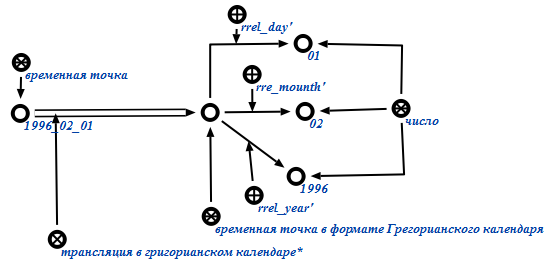 rrel_day'
01
временная точка
rre_mounth'
1996_02_01
02
число
1996
rrel_year'
временная точка в формате Грегорианского календаря
трансляция в григорианском календаре*